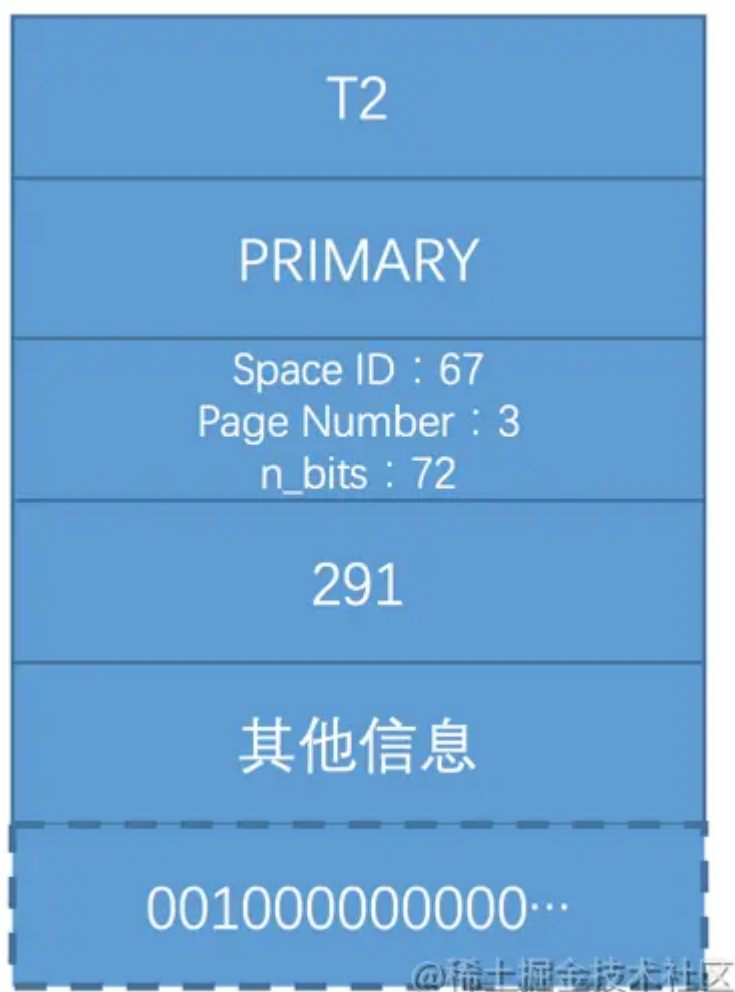 T2
PRIMARY
Space ID：67
Page Number：3
n_bits：72
291
其他信息
001000000000…
@稀土掘金技术社区